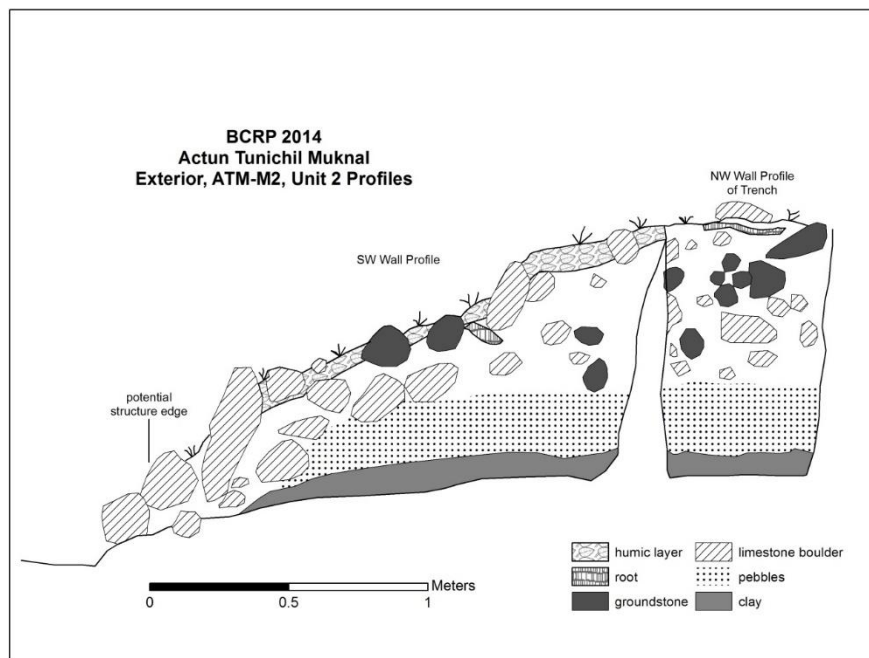 BCRP 2014
Actun Tunichil Muknal
Exterior, ATM-M2, Unit 2 Profiles
NW Wall Profile
of Trench
SW Wall Profile
potential
structure edge
humic layer
limestone boulder
root
pebbles
groundstone
clay
Meters
0
0.5
1